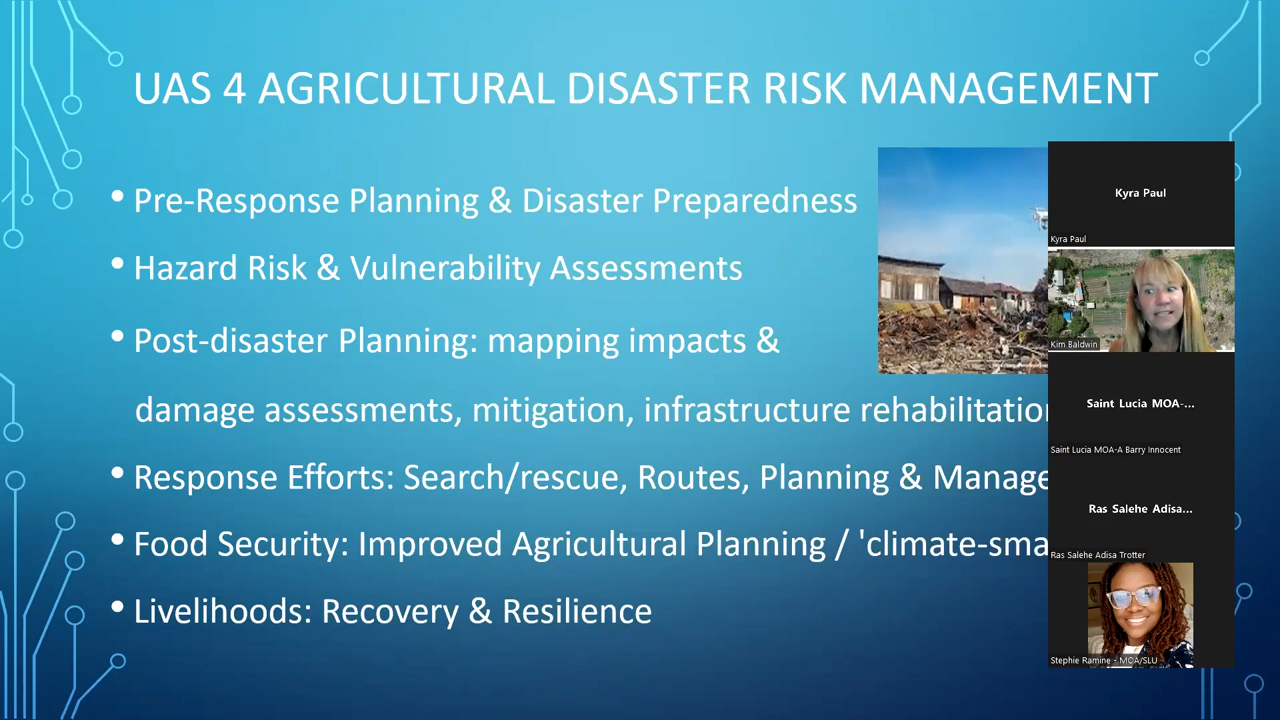 UAS 4 AGRICULTURAL DISASTER RISK MANAGEMENT
• Pre-Response Planning & Disaster Preparedness
• Hazard Risk & Vulnerability Assessments
• Post-disaster Planning: mapping impacts &
damage assessments, mitigation, infrastructure rehabilitation
• Response Efforts: Search/rescue, Routes, Planning & Manage
• Food Security: Improved Agricultural Planning / 'climate-sma
• Livelihoods: Recovery & Resilience
Kyra Paul
Kyra Paul
Kim Baldwin
Saint Lucia MOA-...
Saint Lucia MOA-A Barry Innocent
Ras Salehe Adisa...
Ras Salehe Adisa Trotter
Stephie Ramine - MOA/SLU